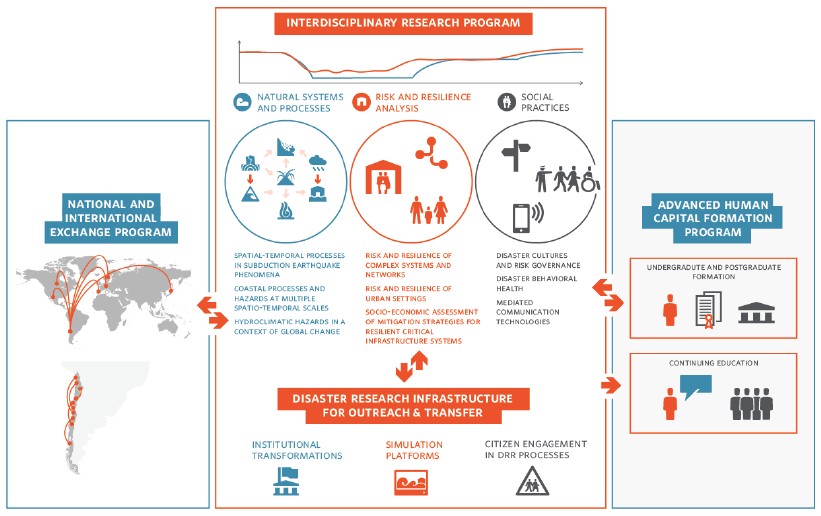 INTERDISCIPLINARY RESEARCH PROGRAM
NATURAL SYSTEMS
AND PROCESSES
RISK AND RESILIENCE
ANALYSIS
SOCIAL
PRACTICES
SPATIAL-TEMPORAL PROCESSES
IN SUBDUCTION EARTHQUAKE
PHENOMENA
COASTAL PROCESSES AND
HAZARDS AT MULTIPLE
SPATIO-TEMPORAL SCALES
HYDROCLIMATIC HAZARDS IN A
CONTEXT OF GLOBAL CHANGE
RISK AND RESILIENCE OF
COMPLEX SYSTEMS AND
NETWORKS
RISK AND RESILIENCE OF
URBAN SETTINGS
SOCIO-ECONOMIC ASSESSMENT
OF MITIGATION STRATEGIES FOR
RESILIENT CRITICAL
INFRASTRUCTURE SYSTEMS
DISASTER CULTURES
AND RISK GOVERNANCE
DISASTER BEHAVIORAL
HEALTH
MEDIATED
COMMUNICATION
TECHNOLOGIES
NATIONAL AND
INTERNATIONAL
EXCHANGE PROGRAM
ADVANCED HUMAN
CAPITAL FORMATION
PROGRAM
UNDERGRADUTE AND POSTGRADUATE
FORMATION
CONTINUING EDUCATION
DISASTER RESEARCH INFRASTRUCTURE
FOR OUTREACH & TRANSFER
INSTITUTIONAL
TRANSFORMATIONS
SIMULATION
PLATFORMS
CITIZEN ENGAGEMENT
IN DRR PROCESSES